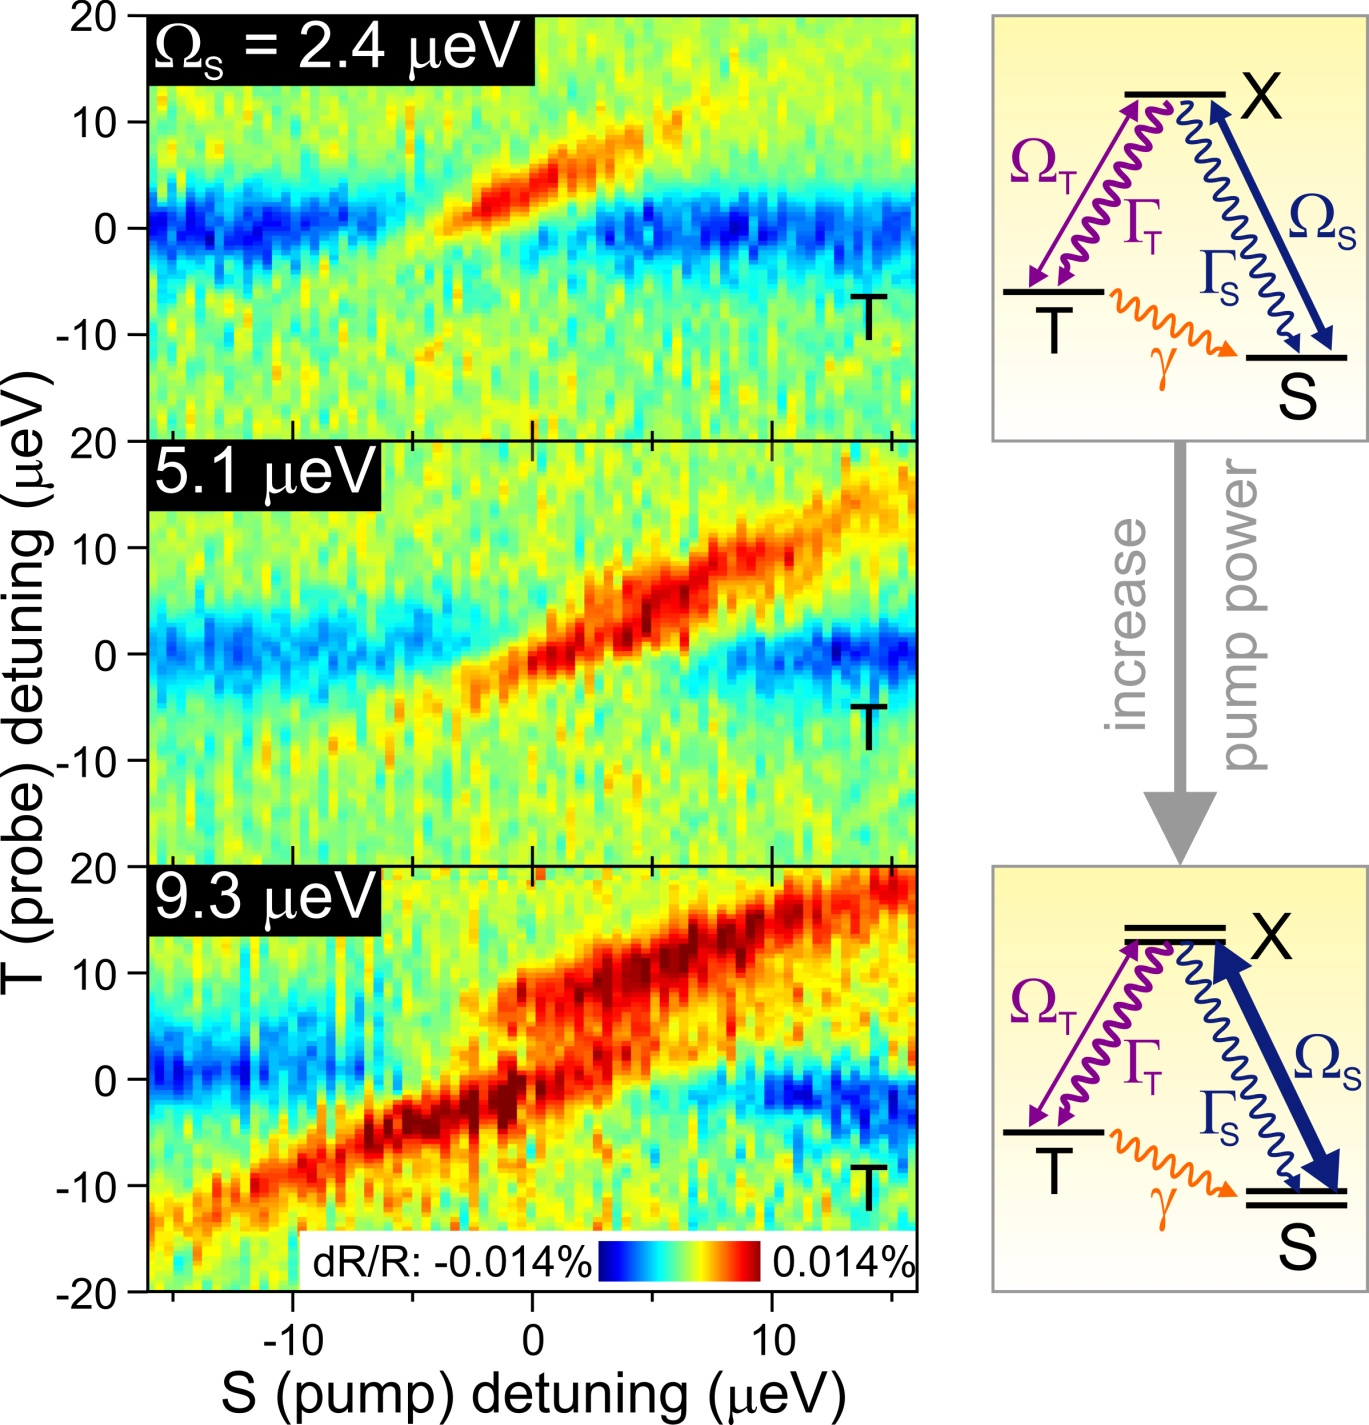 T (probe) detuning (μeV)
20
10
0
-10
Ω_S = 2.4 μeV
T
20
10
0
-10
5.1 μeV
T
20
10
0
-10
-20
9.3 μeV
T
dR/R: -0.014% 0.014%
-10 0 10
S (pump) detuning (μeV)
X
Ω_T
Γ_T
Ω_S
Γ_S
T
γ
S
increase
pump power
X
Ω_T
Γ_T
Ω_S
Γ_S
T
γ
S